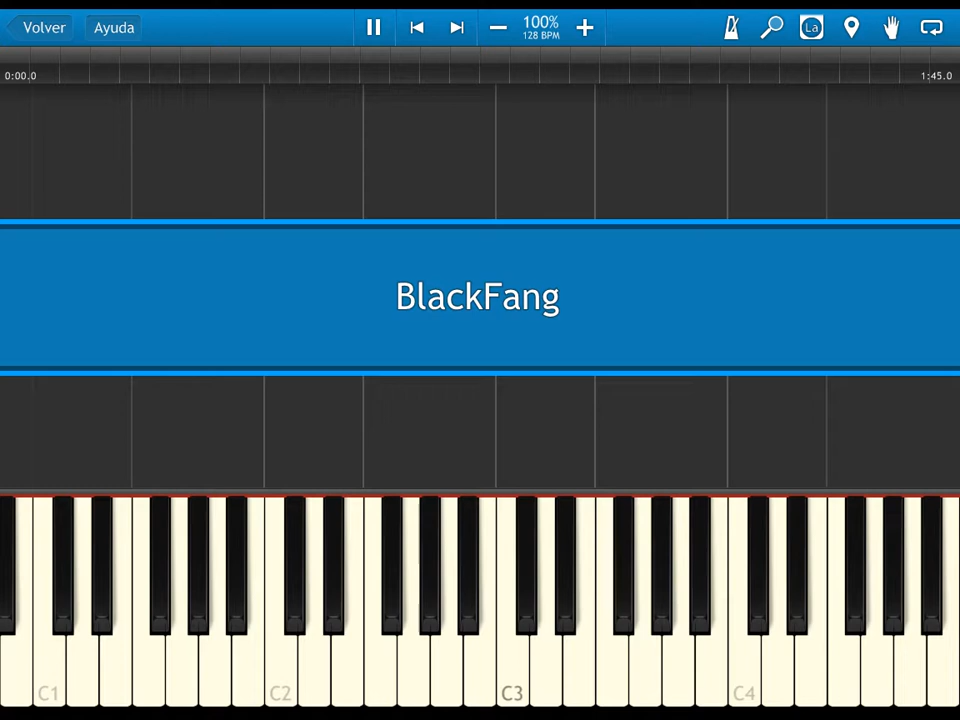 Volver Ayuda 100% La
128 BPM
0:00.0 1:45.0
BlackFang
C1 C2 C3 C4